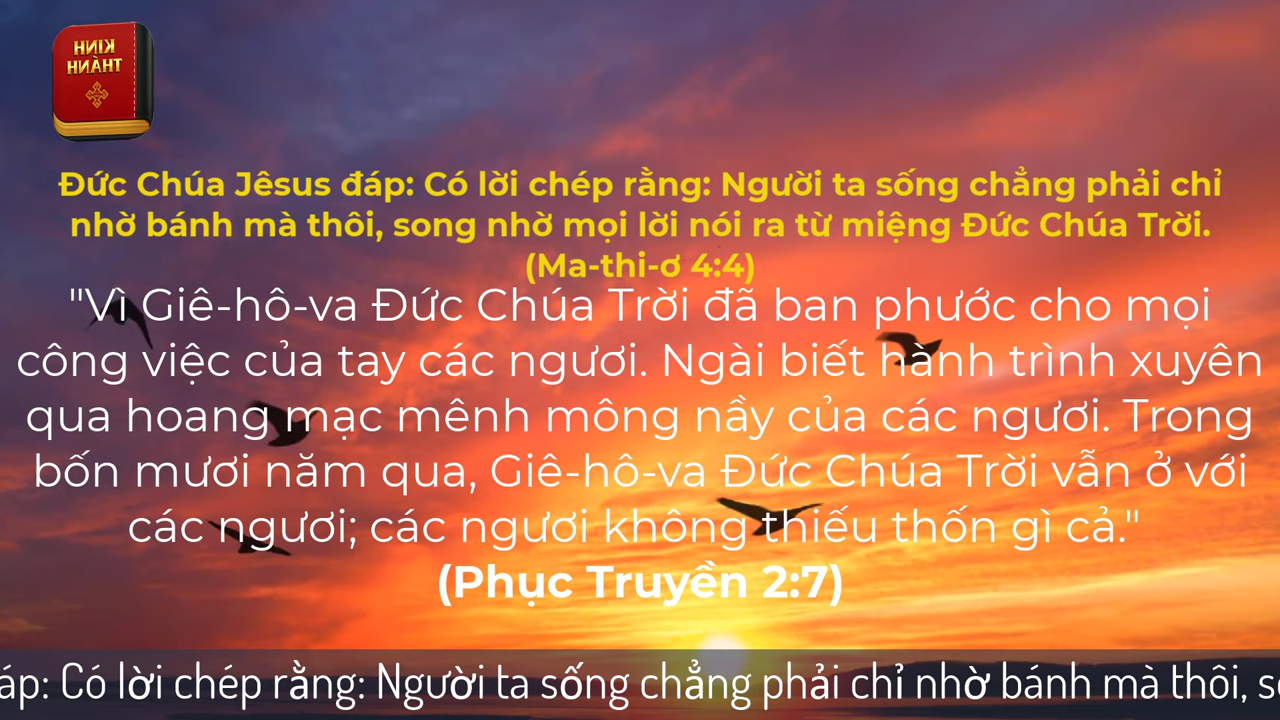 KINH
THÁNH
Đức Chúa Jêsus đáp: Có lời chép rằng: Người ta sống chẳng phải chỉ
nhờ bánh mà thôi, song nhờ mọi lời nói ra từ miệng Đức Chúa Trời.
(Ma-thi-ơ 4:4)
"Vì Giê-hô-va Đức Chúa Trời đã ban phước cho mọi
công việc của tay các ngươi. Ngài biết hành trình xuyên
qua hoang mạc mênh mông nầy của các ngươi. Trong
bốn mươi năm qua, Giê-hô-va Đức Chúa Trời vẫn ở với
các ngươi; các ngươi không thiếu thốn gì cả."
(Phục Truyền 2:7)
áp: Có lời chép rằng: Người ta sống chẳng phải chỉ nhờ bánh mà thôi, s